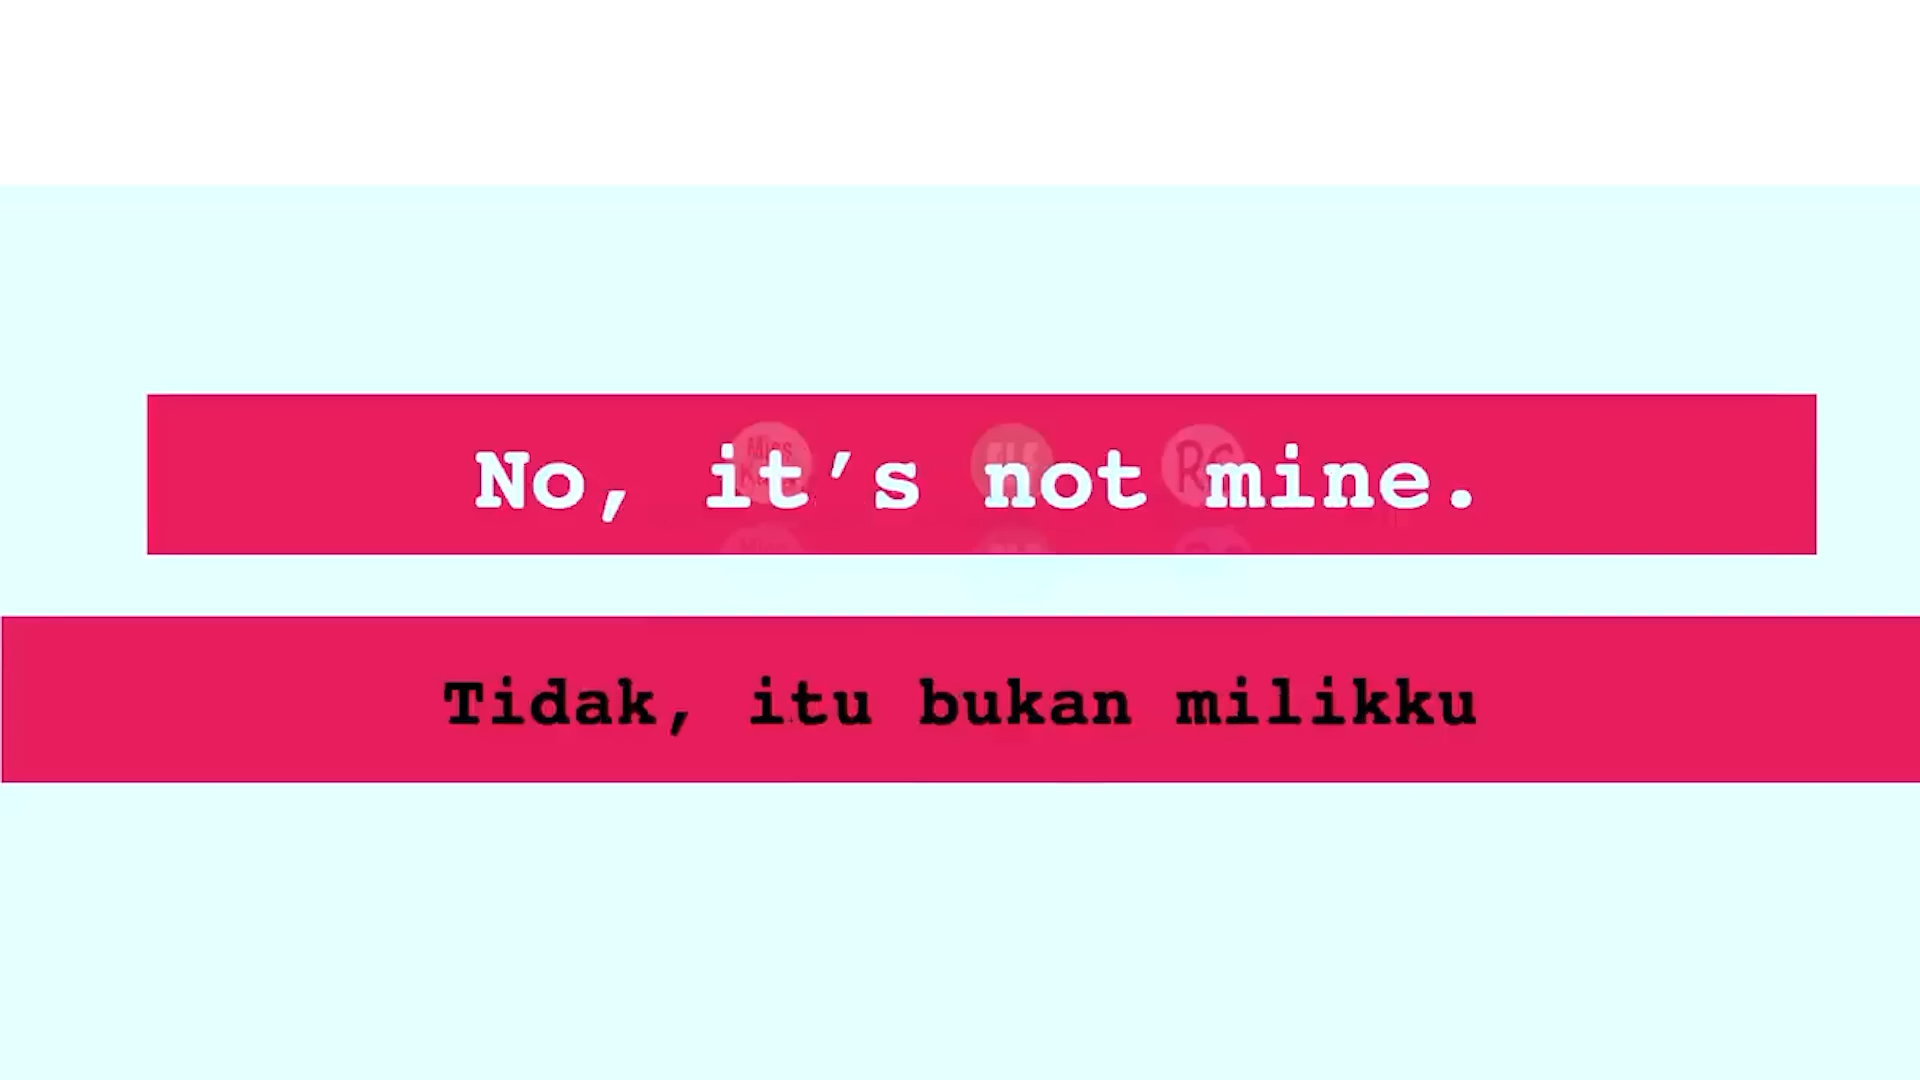 No, it’s not mine.
Tidak, itu bukan milikku